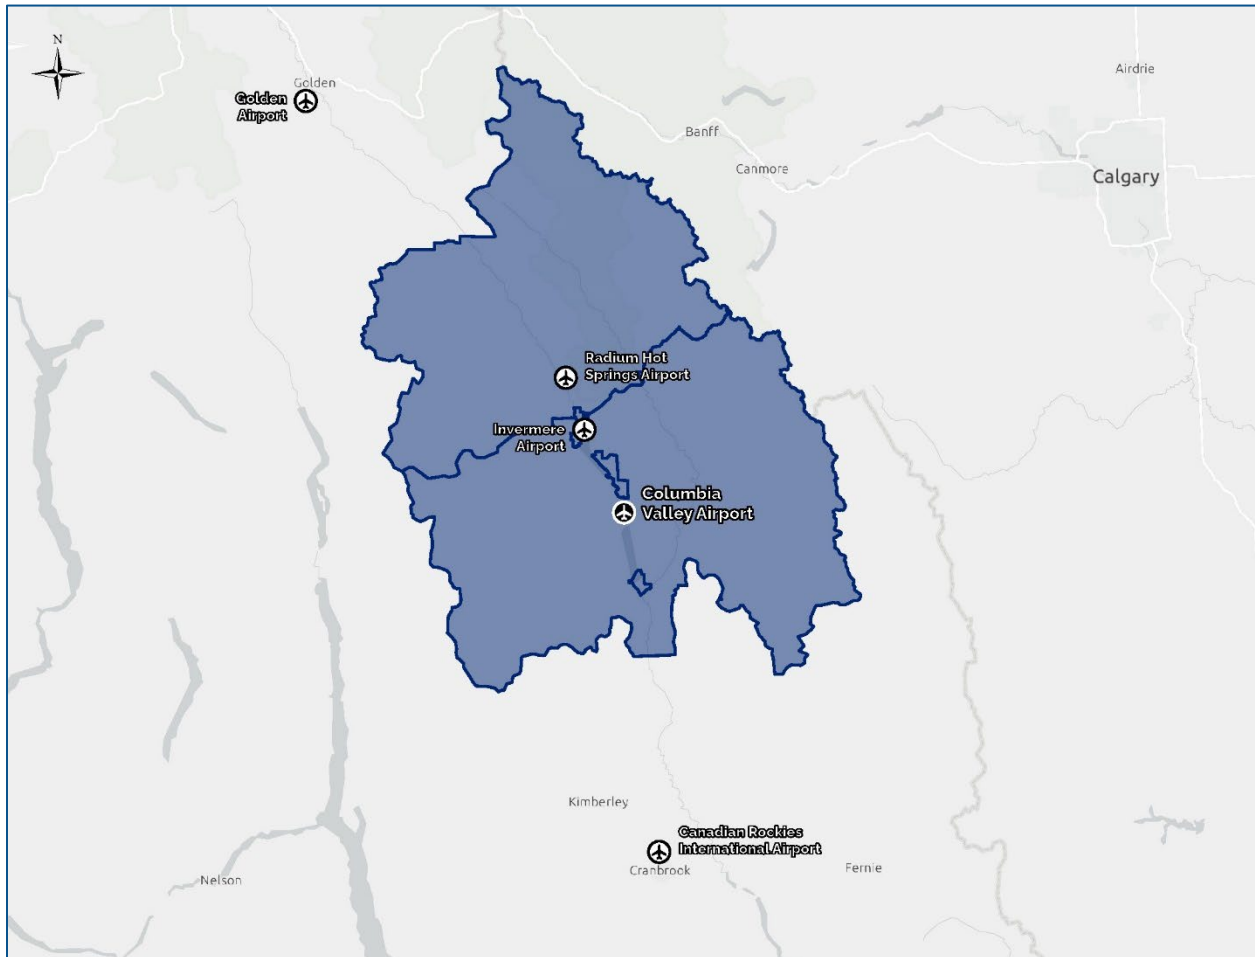 N
Golden
Golden
Airport
Airdrie
Banff
Canmore
Calgary
Radium Hot
Springs Airport
Invermere
Airport
Columbia
Valley Airport
Kimberley
Canadian Rockies
International Airport
Cranbrook
Fernie
Nelson